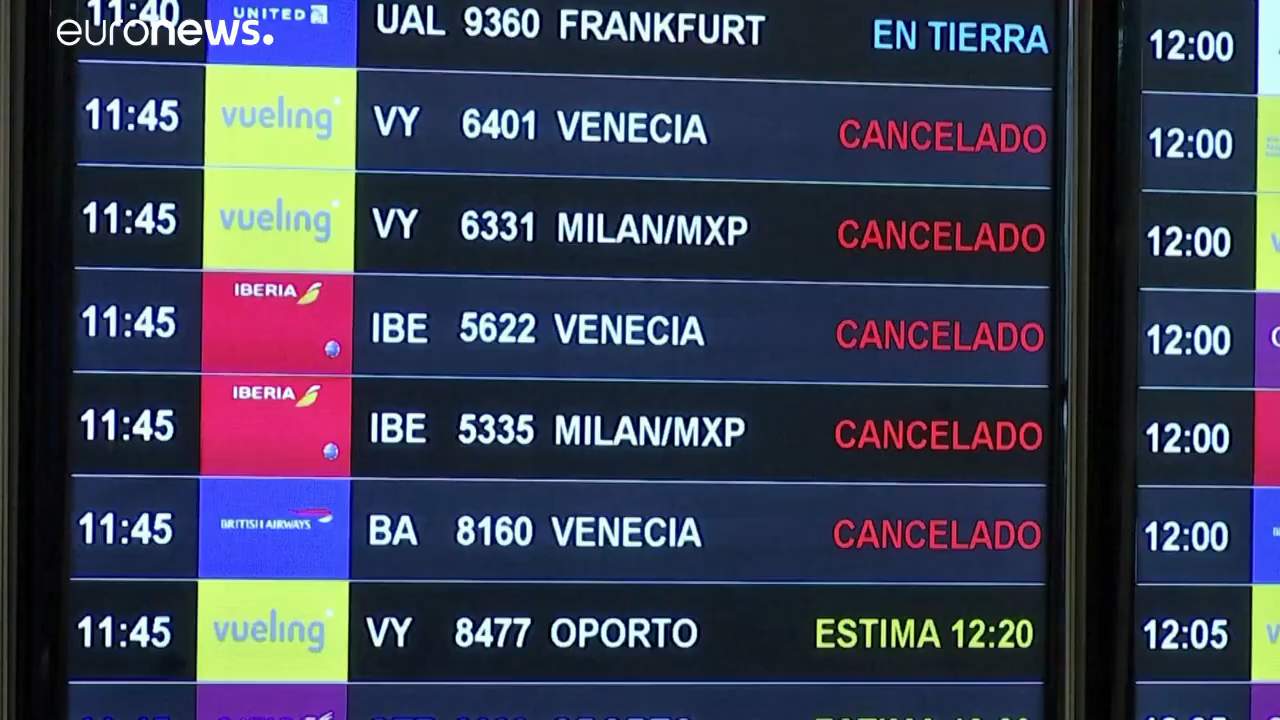 euronews.
11:40 UNITED UAL 9360 FRANKFURT EN TIERRA
11:45 vueling VY 6401 VENECIA CANCELADO
11:45 vueling VY 6331 MILAN/MXP CANCELADO
11:45 IBERIA IBE 5622 VENECIA CANCELADO
11:45 IBERIA IBE 5335 MILAN/MXP CANCELADO
11:45 BRITISH AIRWAYS BA 8160 VENECIA CANCELADO
11:45 vueling VY 8477 OPORTO ESTIMA 12:20
12:00
12:00
12:00
12:00
12:00
12:00
12:05